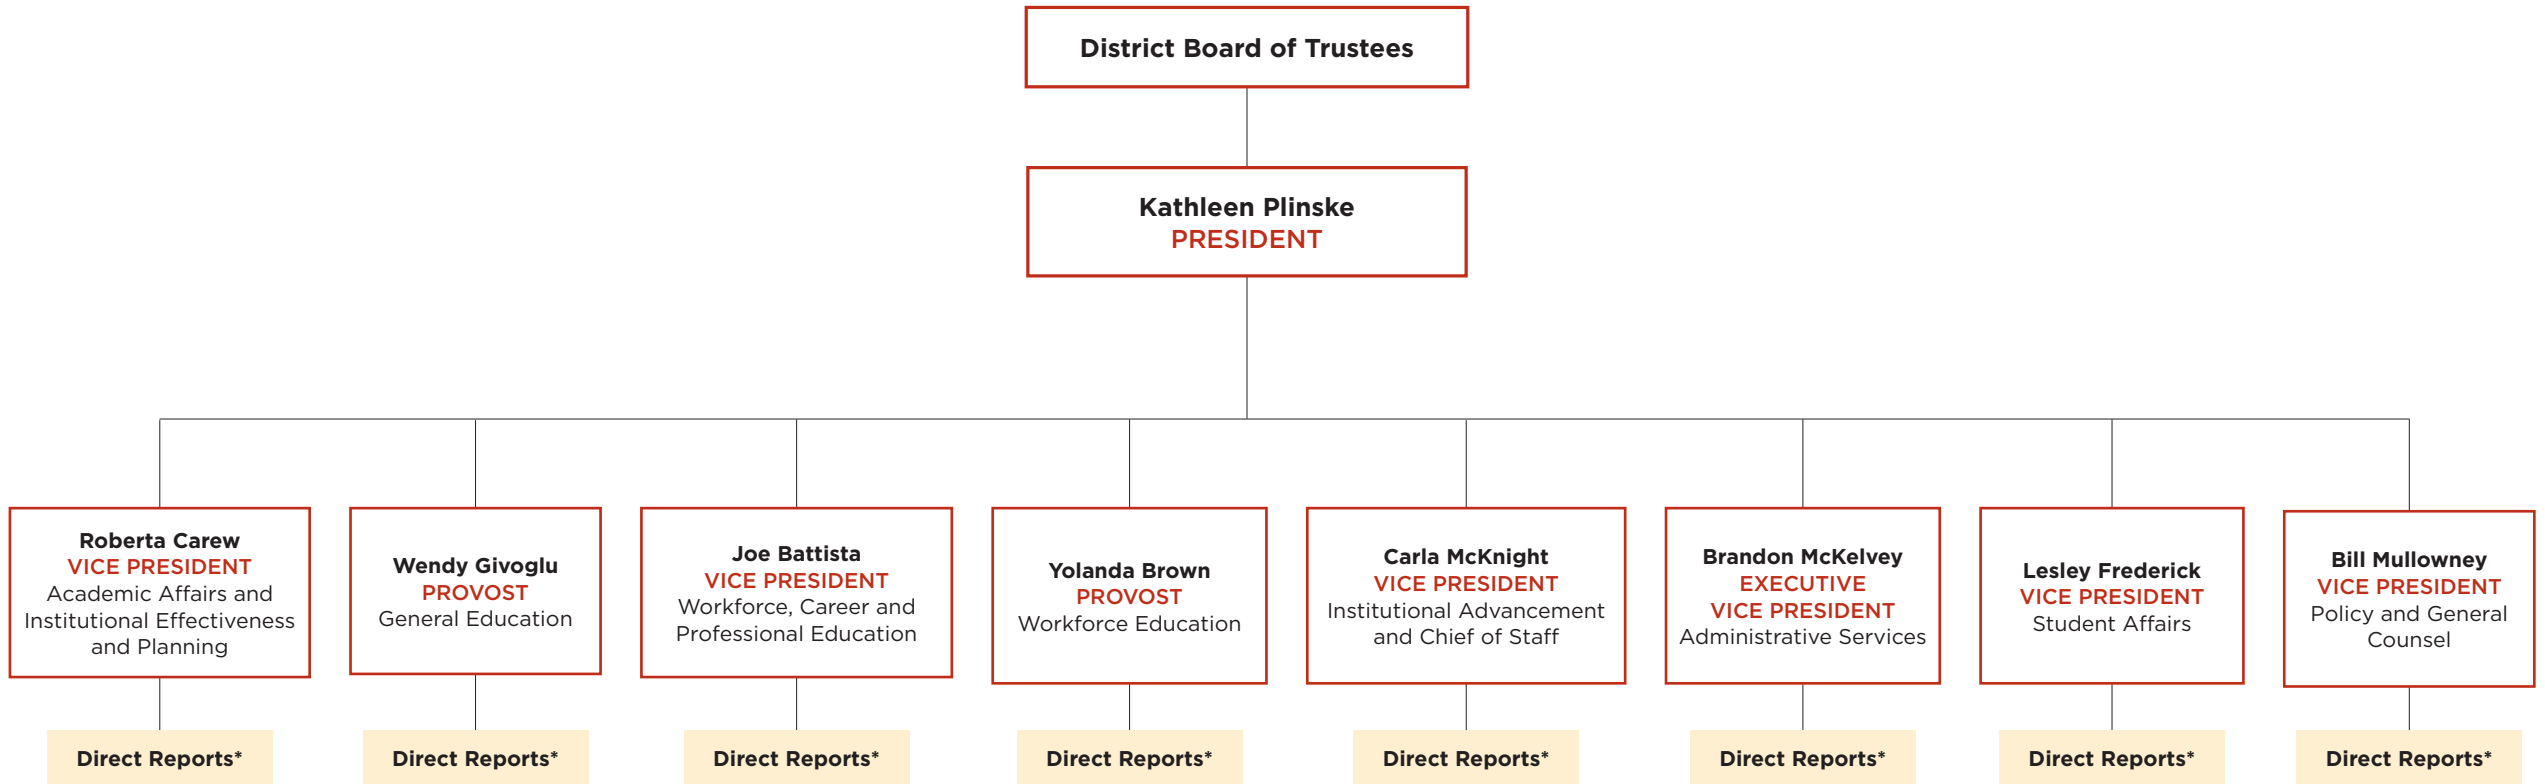 District Board of Trustees
Kathleen Plinske
PRESIDENT
Roberta Carew
VICE PRESIDENT
Academic Affairs and
Institutional Effectiveness
and Planning
Wendy Givoglu
PROVOST
General Education
Joe Battista
VICE PRESIDENT
Workforce, Career and
Professional Education
Yolanda Brown
PROVOST
Workforce Education
Carla McKnight
VICE PRESIDENT
Institutional Advancement
and Chief of Staff
Brandon McKelvey
EXECUTIVE
VICE PRESIDENT
Administrative Services
Lesley Frederick
VICE PRESIDENT
Student Affairs
Bill Mullowney
VICE PRESIDENT
Policy and General
Counsel
Direct Reports*
Direct Reports*
Direct Reports*
Direct Reports*
Direct Reports*
Direct Reports*
Direct Reports*
Direct Reports*